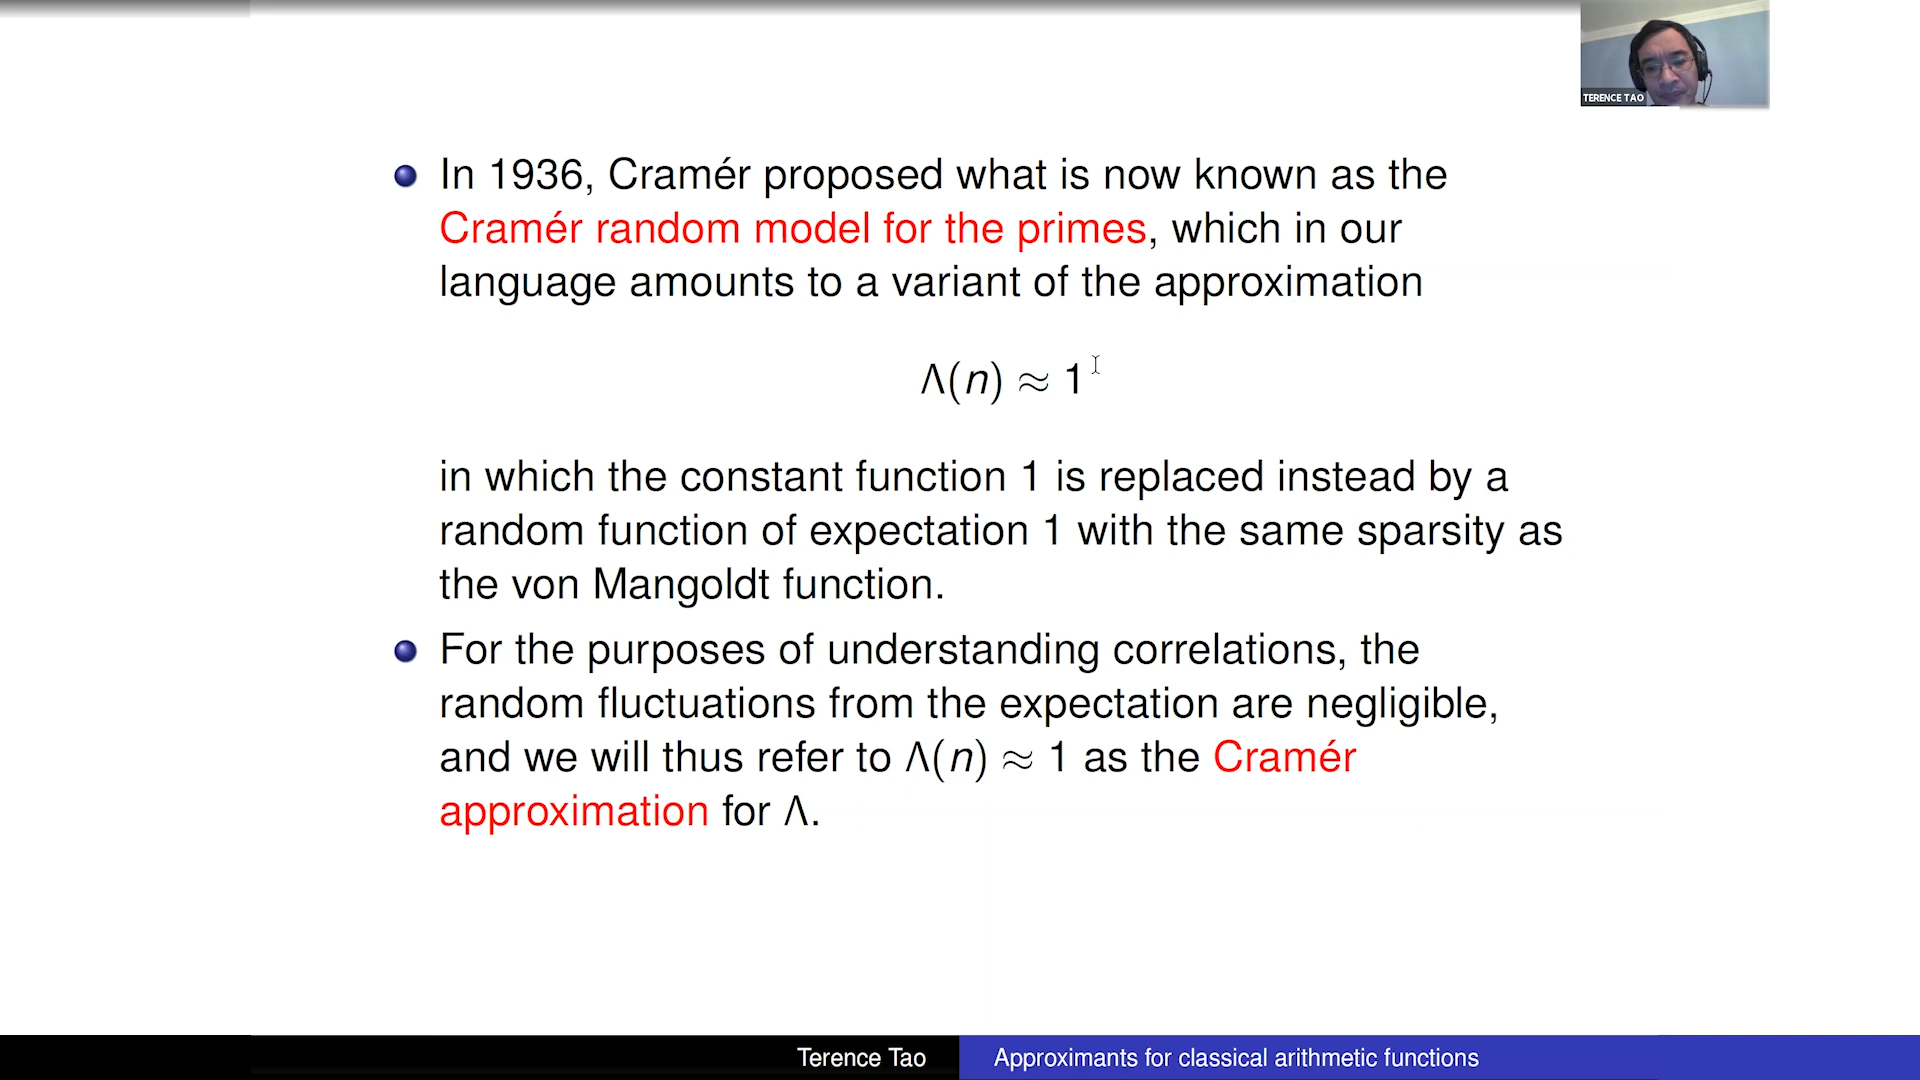 TERENCE TAO
In 1936, Cramér proposed what is now known as the
Cramér random model for the primes, which in our
language amounts to a variant of the approximation
Λ(n) ≈ 1
in which the constant function 1 is replaced instead by a
random function of expectation 1 with the same sparsity as
the von Mangoldt function.
For the purposes of understanding correlations, the
random fluctuations from the expectation are negligible,
and we will thus refer to Λ(n) ≈ 1 as the Cramér
approximation for Λ.
Terence Tao
Approximants for classical arithmetic functions